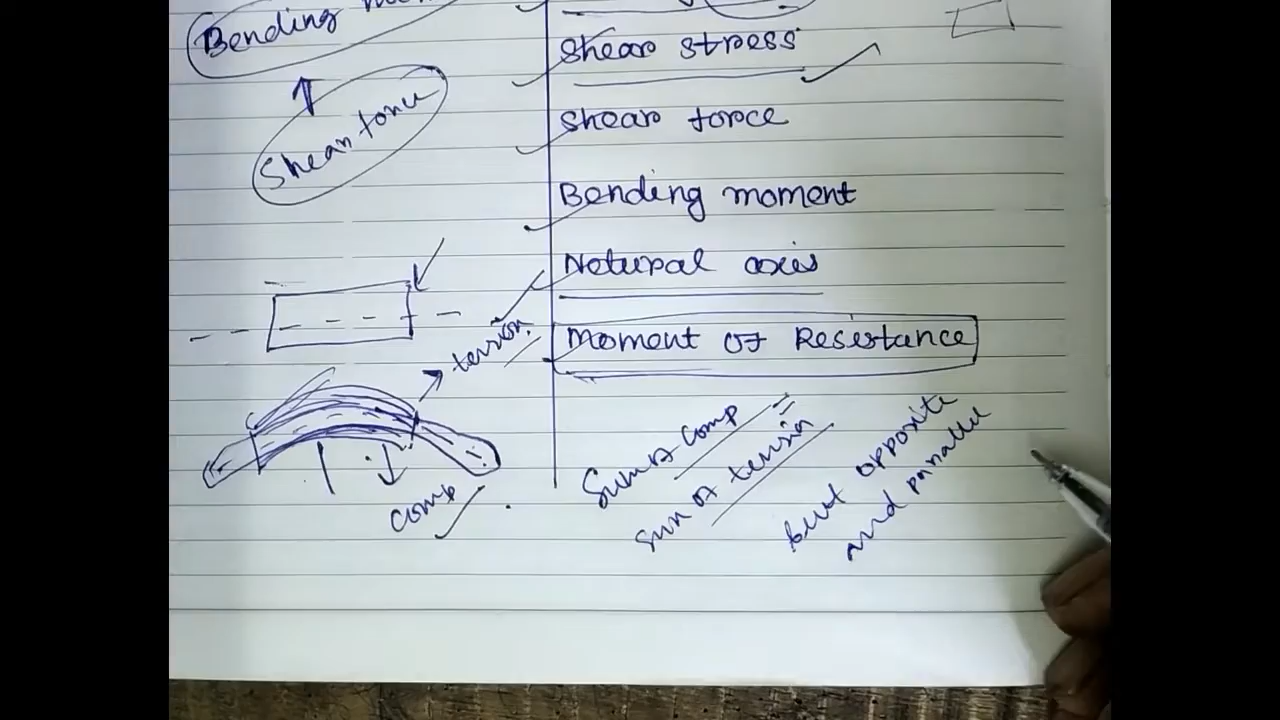 Bending
Shear stress
Shear force
Shear force
Bending moment
Netural axis
tension.
Moment of Resistance
Sum of Comp =
Sum of tension
but opposite
and parallel
Comp